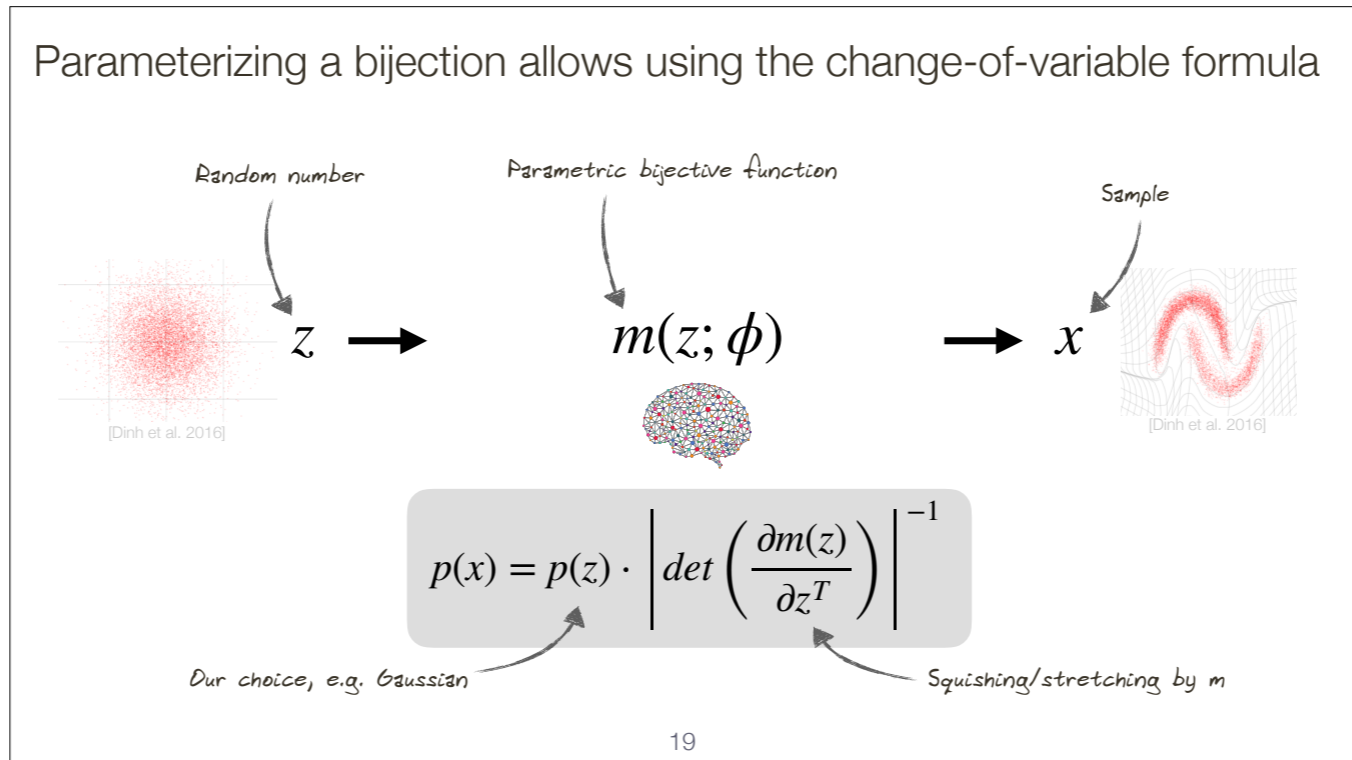 Parameterizing a bijection allows using the change-of-variable formula
Random number
Parametric bijective function
Sample
z
m(z; ϕ)
x
[Dinh et al. 2016]
[Dinh et al. 2016]
p(x) = p(z) · |det (∂m(z)/∂z^T)|^−1
Our choice, e.g. Gaussian
Squishing/stretching by m
19